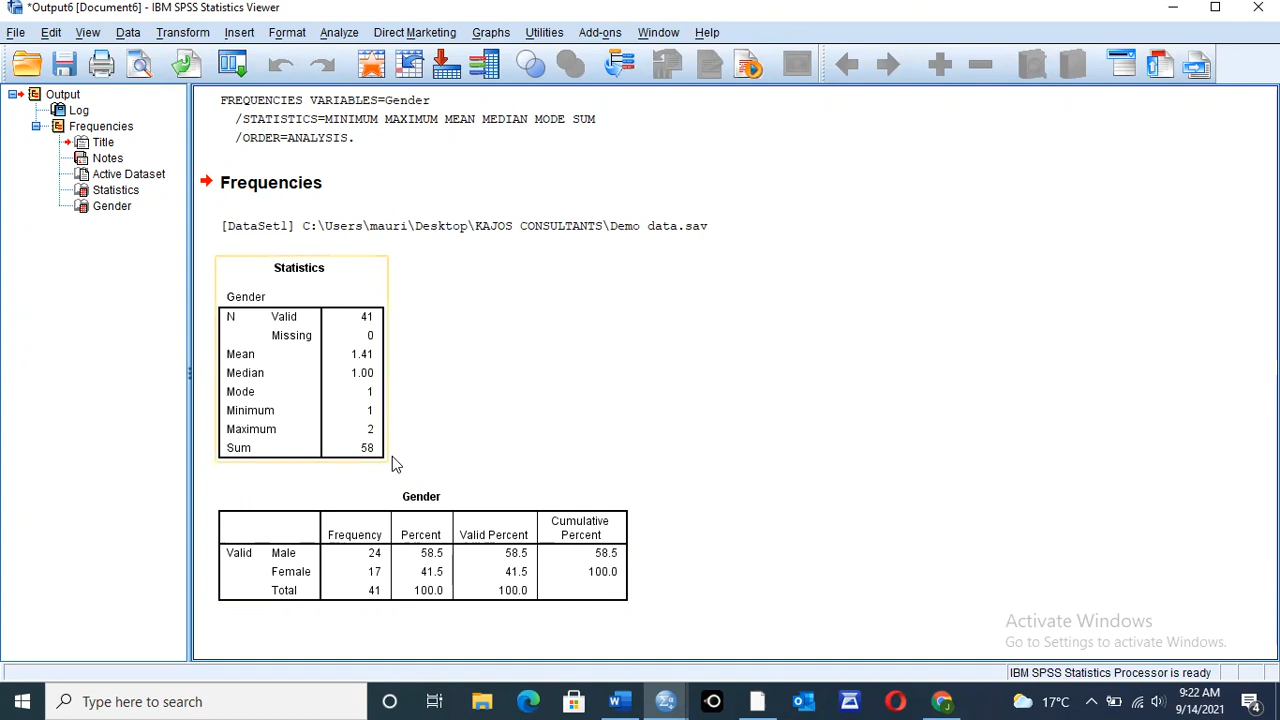 *Output6 [Document6] - IBM SPSS Statistics Viewer
File Edit View Data Transform Insert Format Analyze Direct Marketing Graphs Utilities Add-ons Window Help
Output
Log
Frequencies
Title
Notes
Active Dataset
Statistics
Gender
FREQUENCIES VARIABLES=Gender
/STATISTICS=MINIMUM MAXIMUM MEAN MEDIAN MODE SUM
/ORDER=ANALYSIS.
Frequencies
[DataSet1] C:\Users\mauri\Desktop\KAJOS CONSULTANTS\Demo data.sav
Statistics
Gender
N Valid 41
Missing 0
Mean 1.41
Median 1.00
Mode 1
Minimum 1
Maximum 2
Sum 58
Gender
Frequency Percent Valid Percent Cumulative Percent
Valid Male 24 58.5 58.5 58.5
Female 17 41.5 41.5 100.0
Total 41 100.0 100.0
Activate Windows
Go to Settings to activate Windows.
IBM SPSS Statistics Processor is ready
Type here to search
17°C
9:22 AM
9/14/2021
4